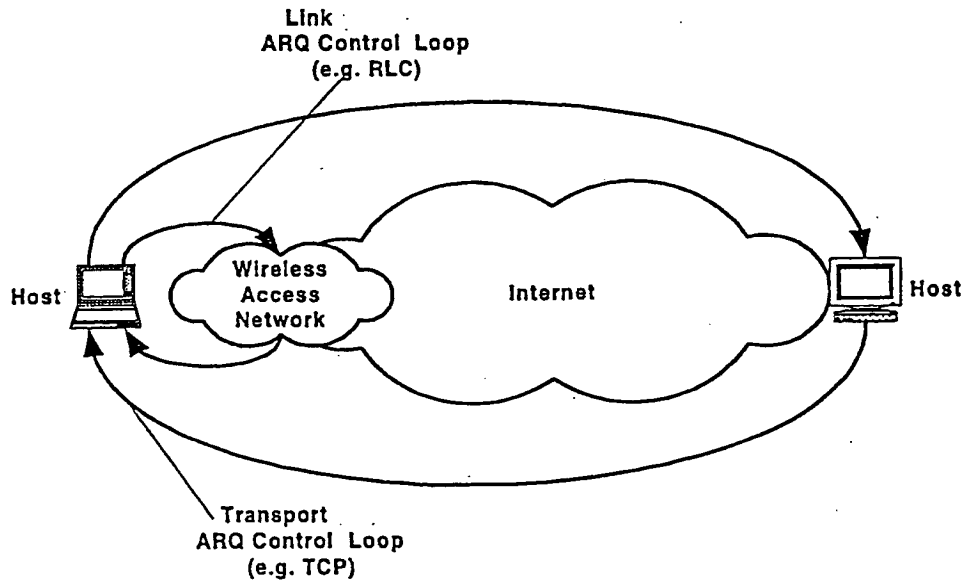 Link
ARQ Control Loop
(e.g. RLC)
Host
Wireless
Access
Network
Internet
Host
Transport
ARQ Control Loop
(e.g. TCP)